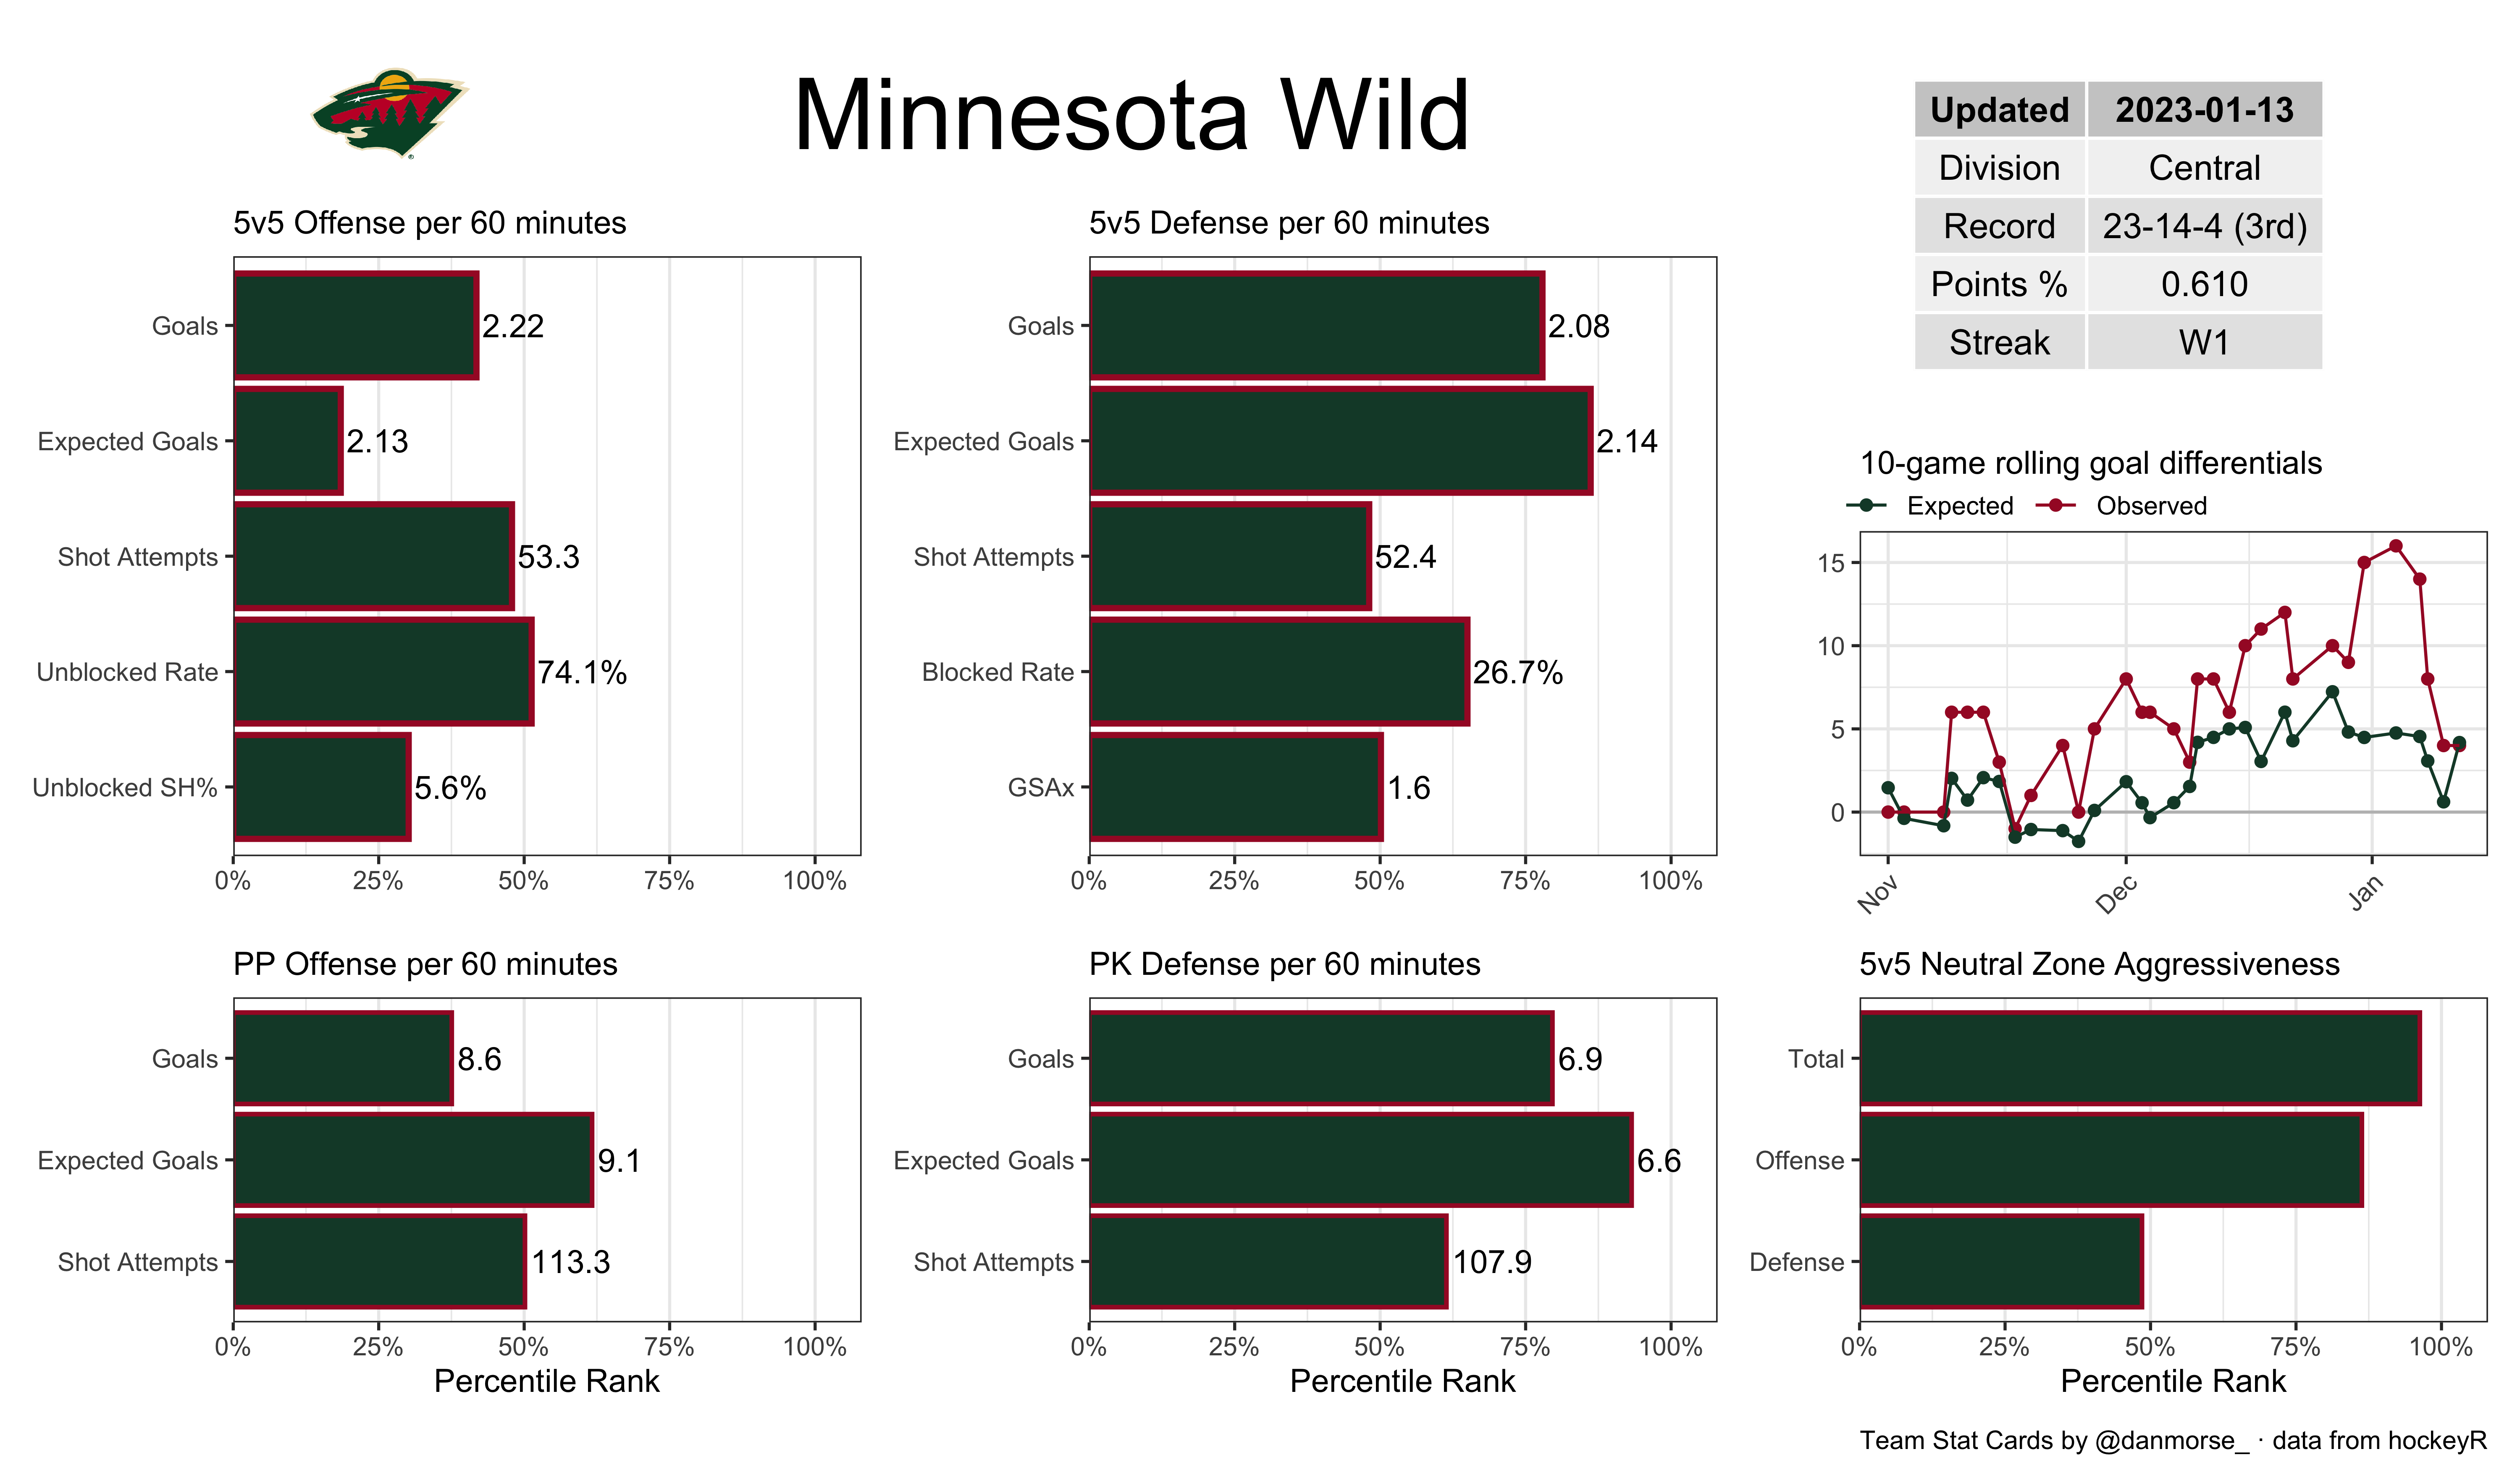 Minnesota Wild
Updated 2023-01-13
Division Central
Record 23-14-4 (3rd)
Points % 0.610
Streak W1
5v5 Offense per 60 minutes
Goals 2.22
Expected Goals 2.13
Shot Attempts 53.3
Unblocked Rate 74.1%
Unblocked SH% 5.6%
0% 25% 50% 75% 100%
5v5 Defense per 60 minutes
Goals 2.08
Expected Goals 2.14
Shot Attempts 52.4
Blocked Rate 26.7%
GSAx 1.6
0% 25% 50% 75% 100%
10-game rolling goal differentials
Expected Observed
15
10
5
0
Nov Dec Jan
PP Offense per 60 minutes
Goals 8.6
Expected Goals 9.1
Shot Attempts 113.3
0% 25% 50% 75% 100%
Percentile Rank
PK Defense per 60 minutes
Goals 6.9
Expected Goals 6.6
Shot Attempts 107.9
0% 25% 50% 75% 100%
Percentile Rank
5v5 Neutral Zone Aggressiveness
Total
Offense
Defense
0% 25% 50% 75% 100%
Percentile Rank
Team Stat Cards by @danmorse_ · data from hockeyR